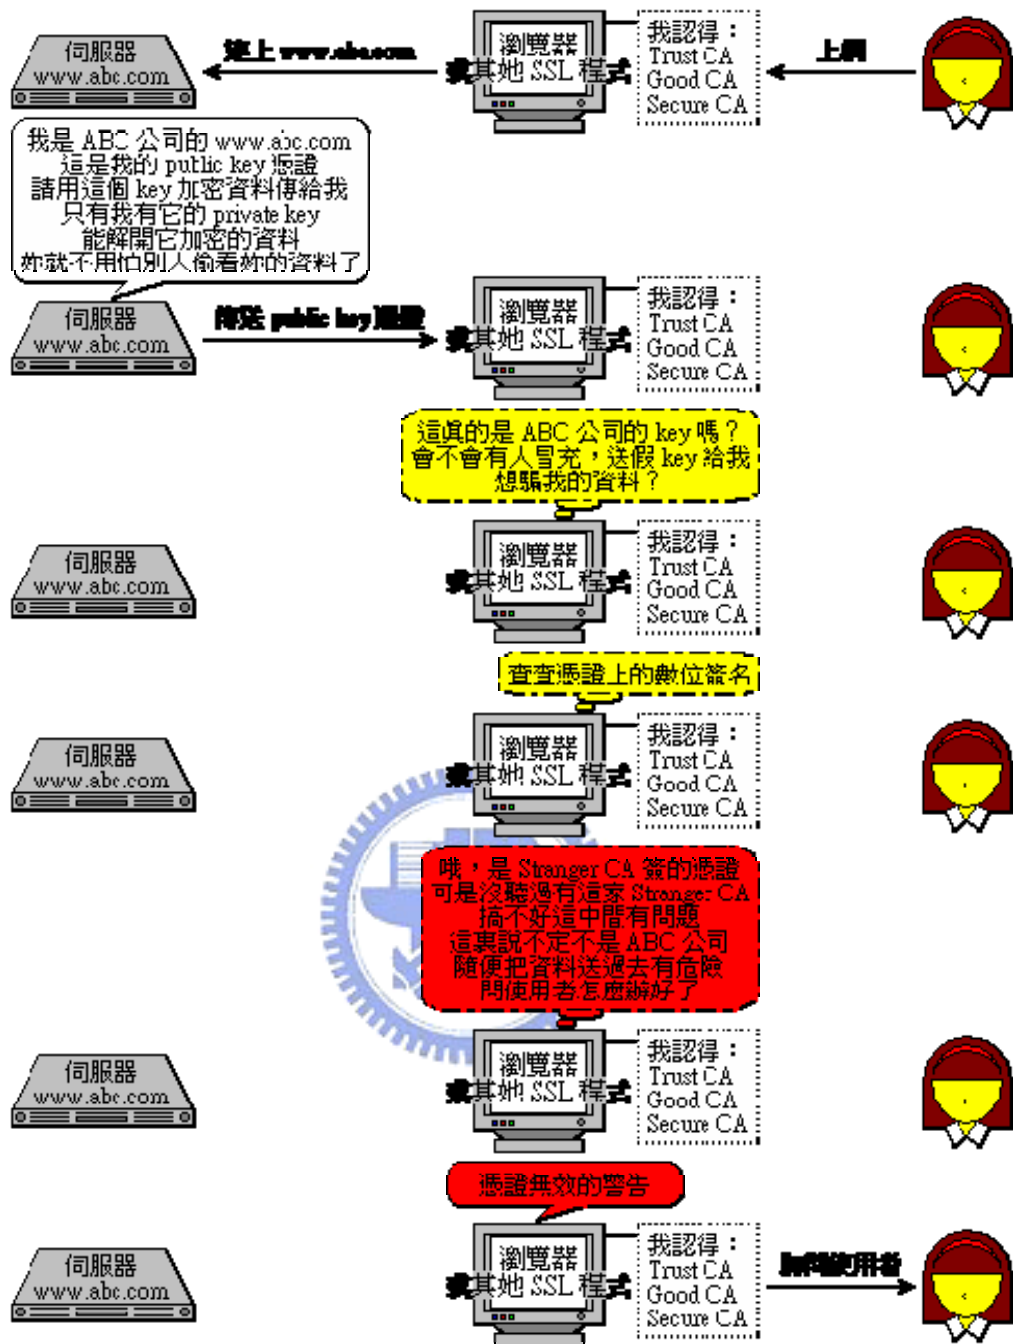 伺服器
www.abc.com
連上 www.abc.com
瀏覽器
或其她 SSL 程式
我認得：
Trust CA
Good CA
Secure CA
上網
我是 ABC 公司的 www.abc.com
這是我的 public key 憑證
請用這個 key 加密資料傳給我
只有我有它的 private key
能解開它加密的資料
妳就不用怕別人偷看妳的資料了
伺服器
www.abc.com
傳送 public key 憑證
瀏覽器
或其她 SSL 程式
我認得：
Trust CA
Good CA
Secure CA
這真的是 ABC 公司的 key 嗎？
會不會有人冒充，送假 key 給我
想騙我的資料？
伺服器
www.abc.com
瀏覽器
或其她 SSL 程式
我認得：
Trust CA
Good CA
Secure CA
查查憑證上的數位簽名
伺服器
www.abc.com
瀏覽器
或其她 SSL 程式
我認得：
Trust CA
Good CA
Secure CA
哦，是 Stranger CA 簽的憑證
可是沒聽過有這家 Stranger CA
搞不好這中間有問題
這裏說不定不是 ABC 公司
隨便把資料送過去有危險
問使用者怎麼辦好了
伺服器
www.abc.com
瀏覽器
或其她 SSL 程式
我認得：
Trust CA
Good CA
Secure CA
憑證無效的警告
伺服器
www.abc.com
瀏覽器
或其她 SSL 程式
我認得：
Trust CA
Good CA
Secure CA
詢問使用者